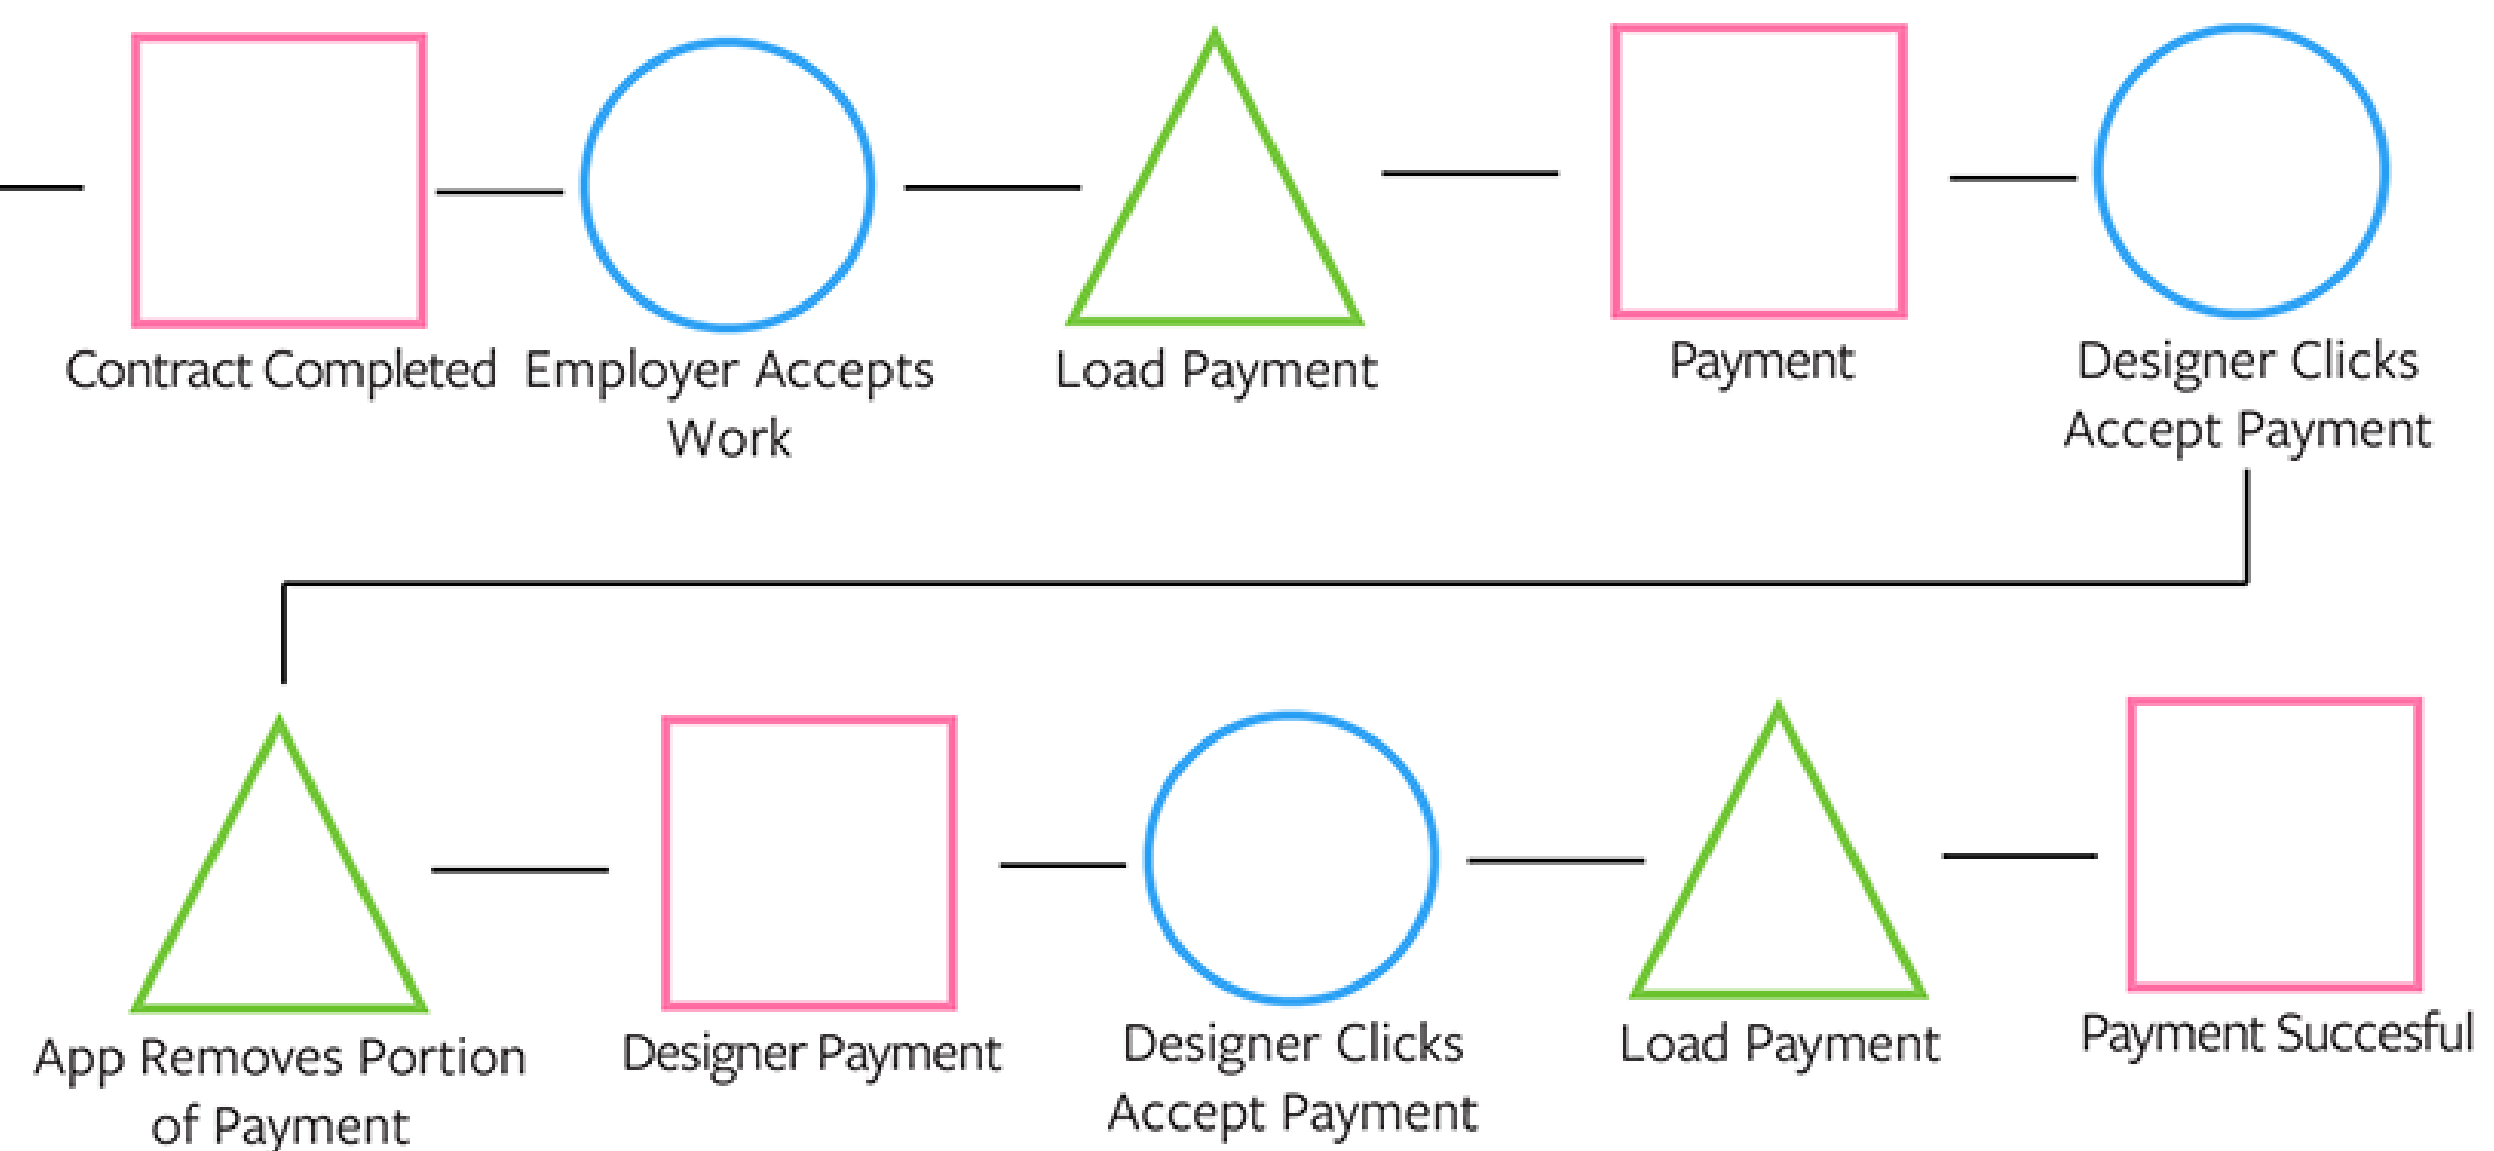 Contract Completed
Employer Accepts
Work
Load Payment
Payment
Designer Clicks
Accept Payment
App Removes Portion
of Payment
Designer Payment
Designer Clicks
Accept Payment
Load Payment
Payment Succesful